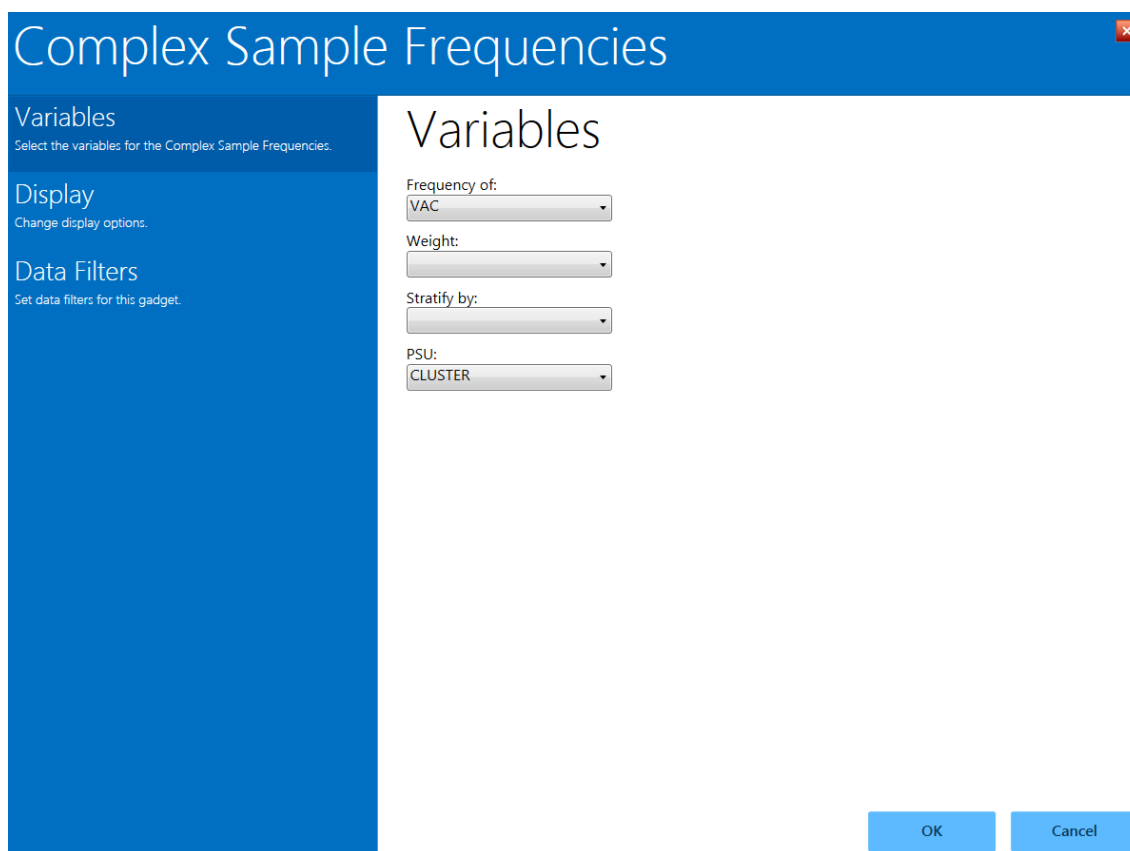 Complex Sample Frequencies
Variables
Select the variables for the Complex Sample Frequencies.
Display
Change display options.
Data Filters
Set data filters for this gadget.
Variables
Frequency of:
VAC
Weight:
Stratify by:
PSU:
CLUSTER
OK
Cancel